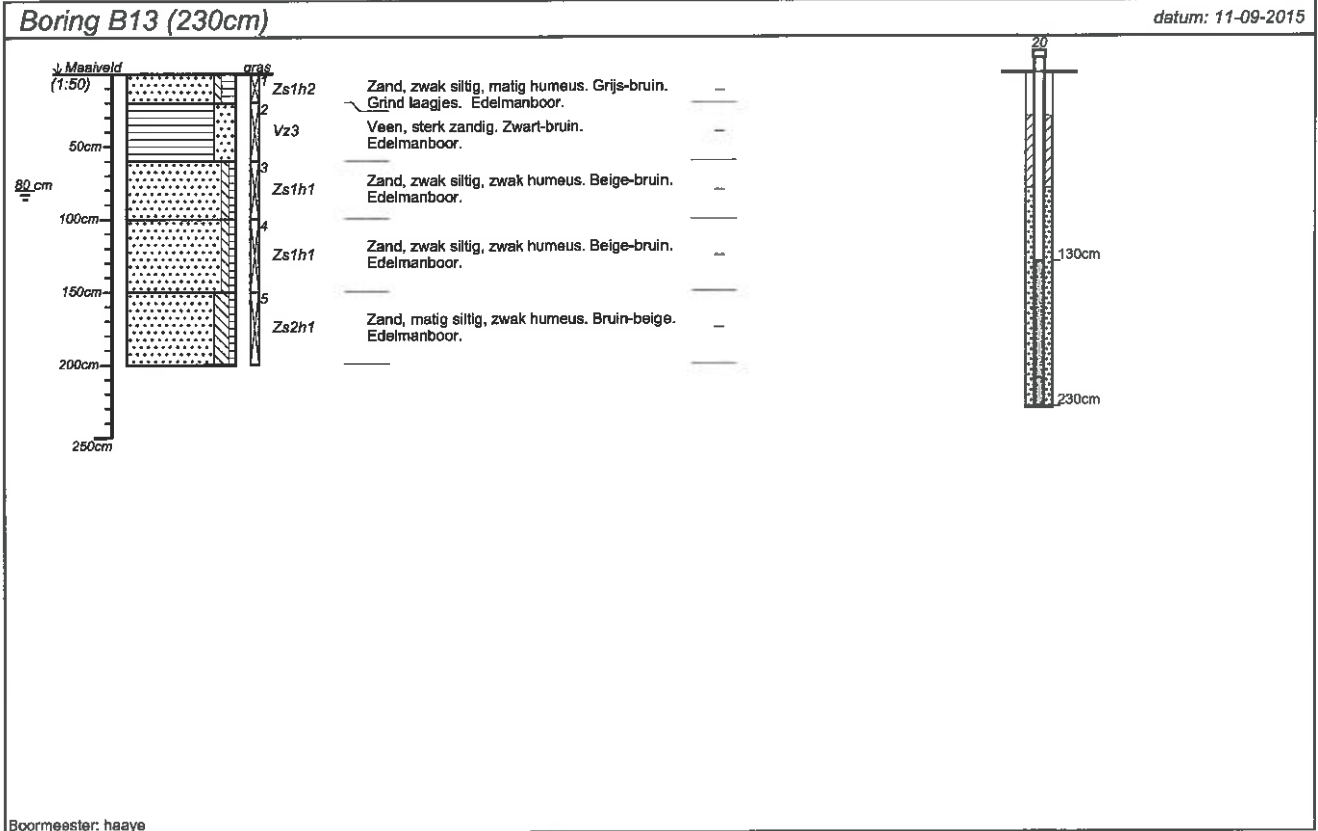 Boring B13 (230cm)
datum: 11-09-2015
↓ Maaiveld
gras
20
(1:50)
1
Zs1h2
Zand, zwak siltig, matig humeus. Grijs-bruin.
Grind laagjes. Edelmanboor.
2
Vz3
Veen, sterk zandig. Zwart-bruin.
Edelmanboor.
50cm
3
80 cm
Zs1h1
Zand, zwak siltig, zwak humeus. Beige-bruin.
Edelmanboor.
100cm
4
Zs1h1
Zand, zwak siltig, zwak humeus. Beige-bruin.
Edelmanboor.
130cm
150cm
5
Zs2h1
Zand, matig siltig, zwak humeus. Bruin-beige.
Edelmanboor.
200cm
230cm
250cm
Boormeester: haaye